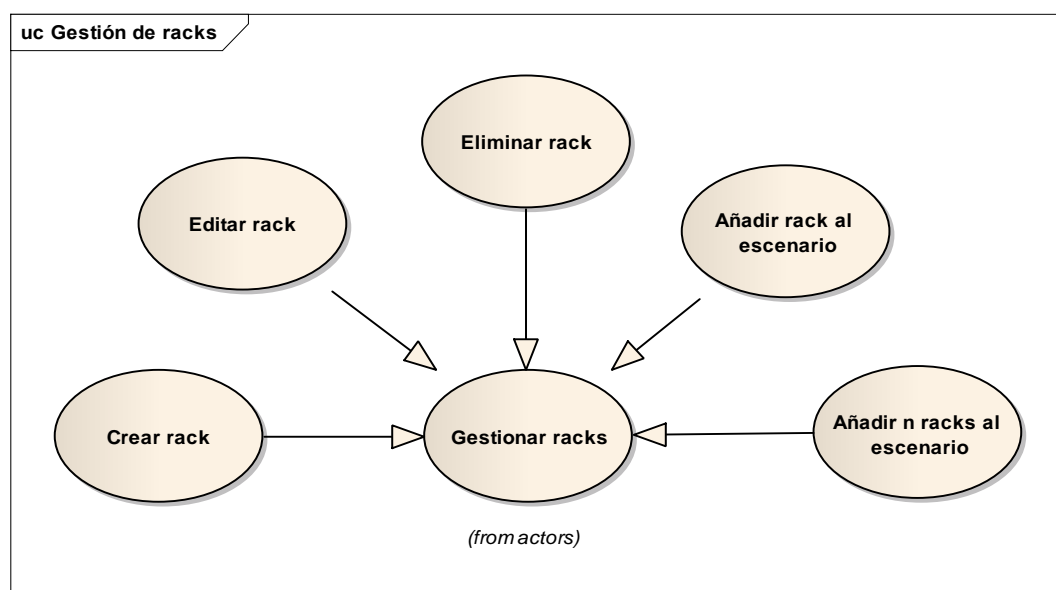 uc Gestión de racks
Eliminar rack
Editar rack
Añadir rack al
escenario
Crear rack
Gestionar racks
Añadir n racks al
escenario
(from actors)